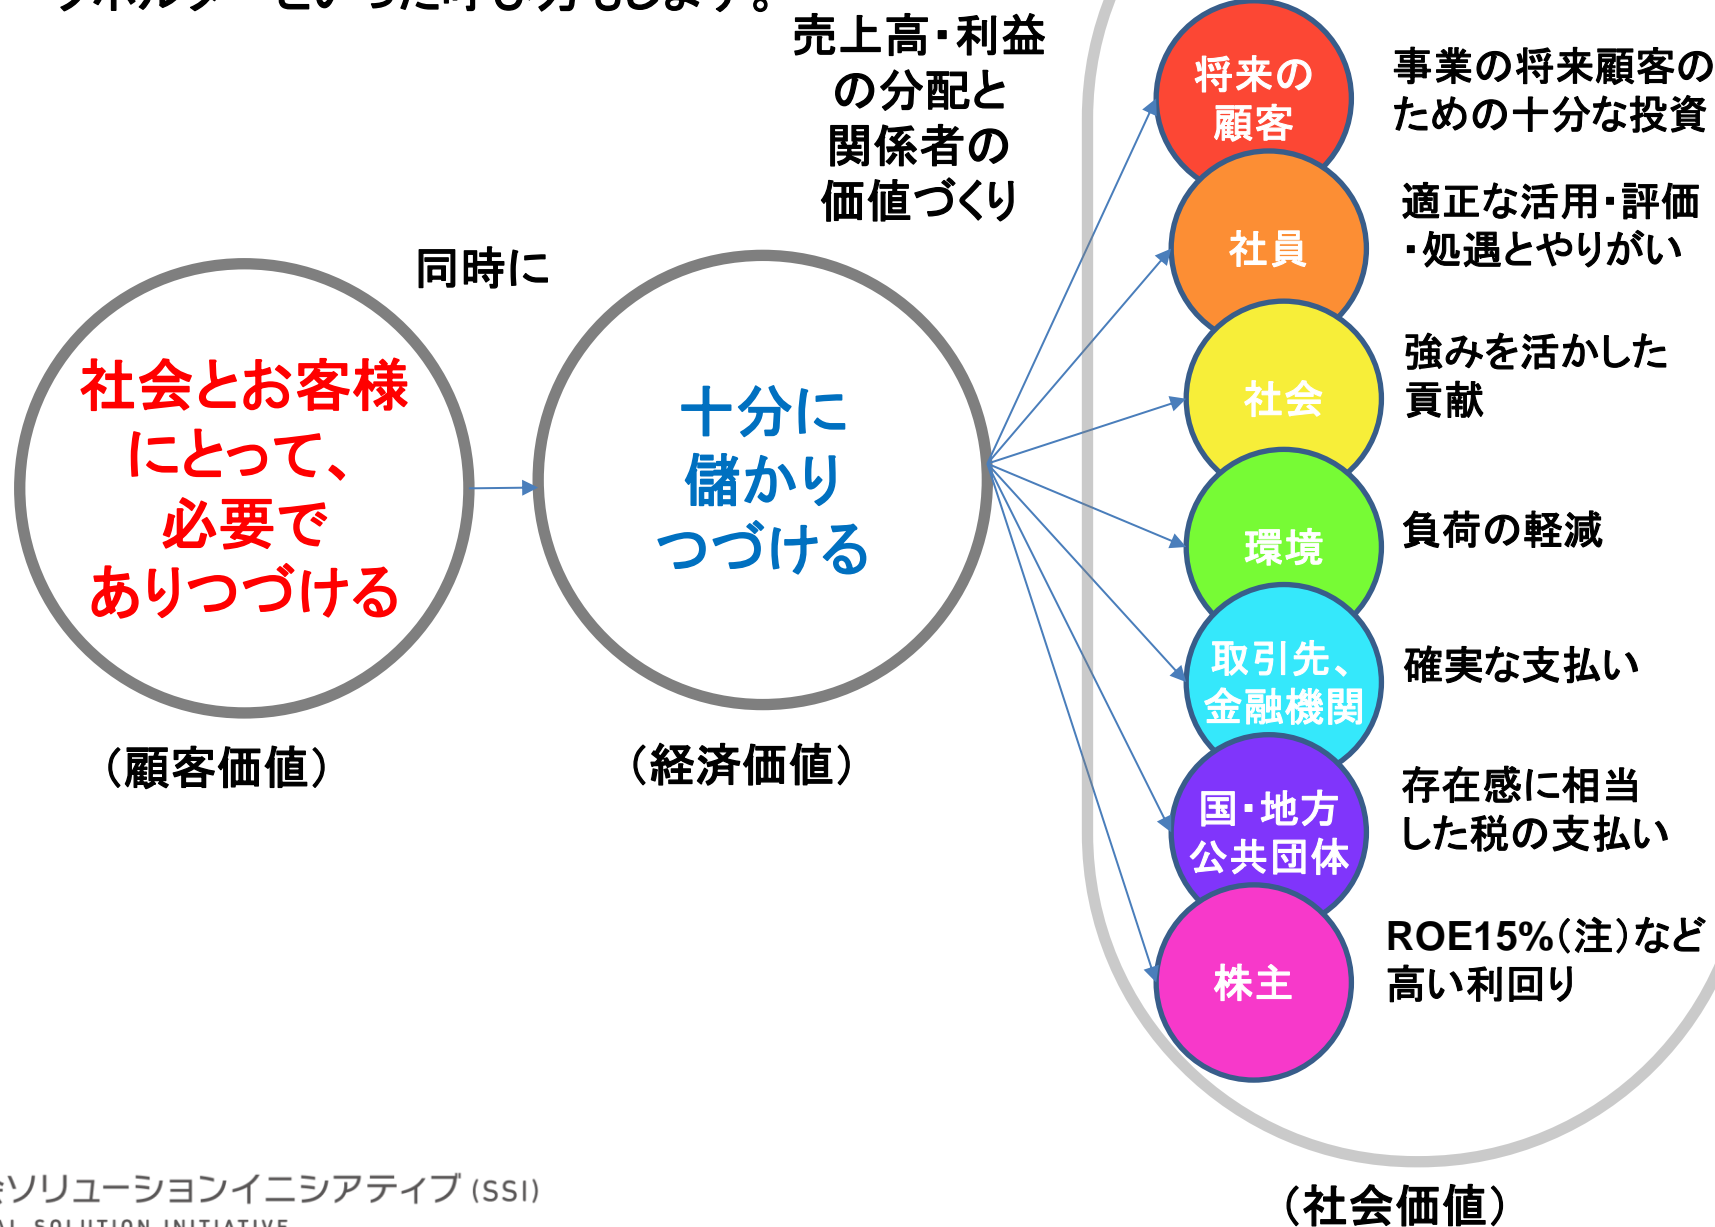 売上高・利益
の分配と
関係者の
価値づくり
同時に
社会とお客様
にとって、
必要で
ありつづける
(顧客価値)
十分に
儲かり
つづける
(経済価値)
将来の
顧客
事業の将来顧客の
ための十分な投資
社員
適正な活用・評価
・処遇とやりがい
社会
強みを活かした
貢献
環境
負荷の軽減
取引先、
金融機関
確実な支払い
国・地方
公共団体
存在感に相当
した税の支払い
株主
ROE15%(注)など
高い利回り
(社会価値)
ソリューションイニシアティブ(SSI)
SOLUTION INITIATIVE